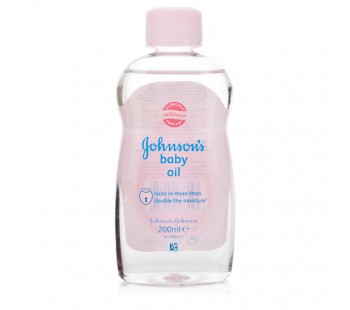 Johnson's
baby
oil
locks in more than
double the moisture
Johnson & Johnson
200ml ℮